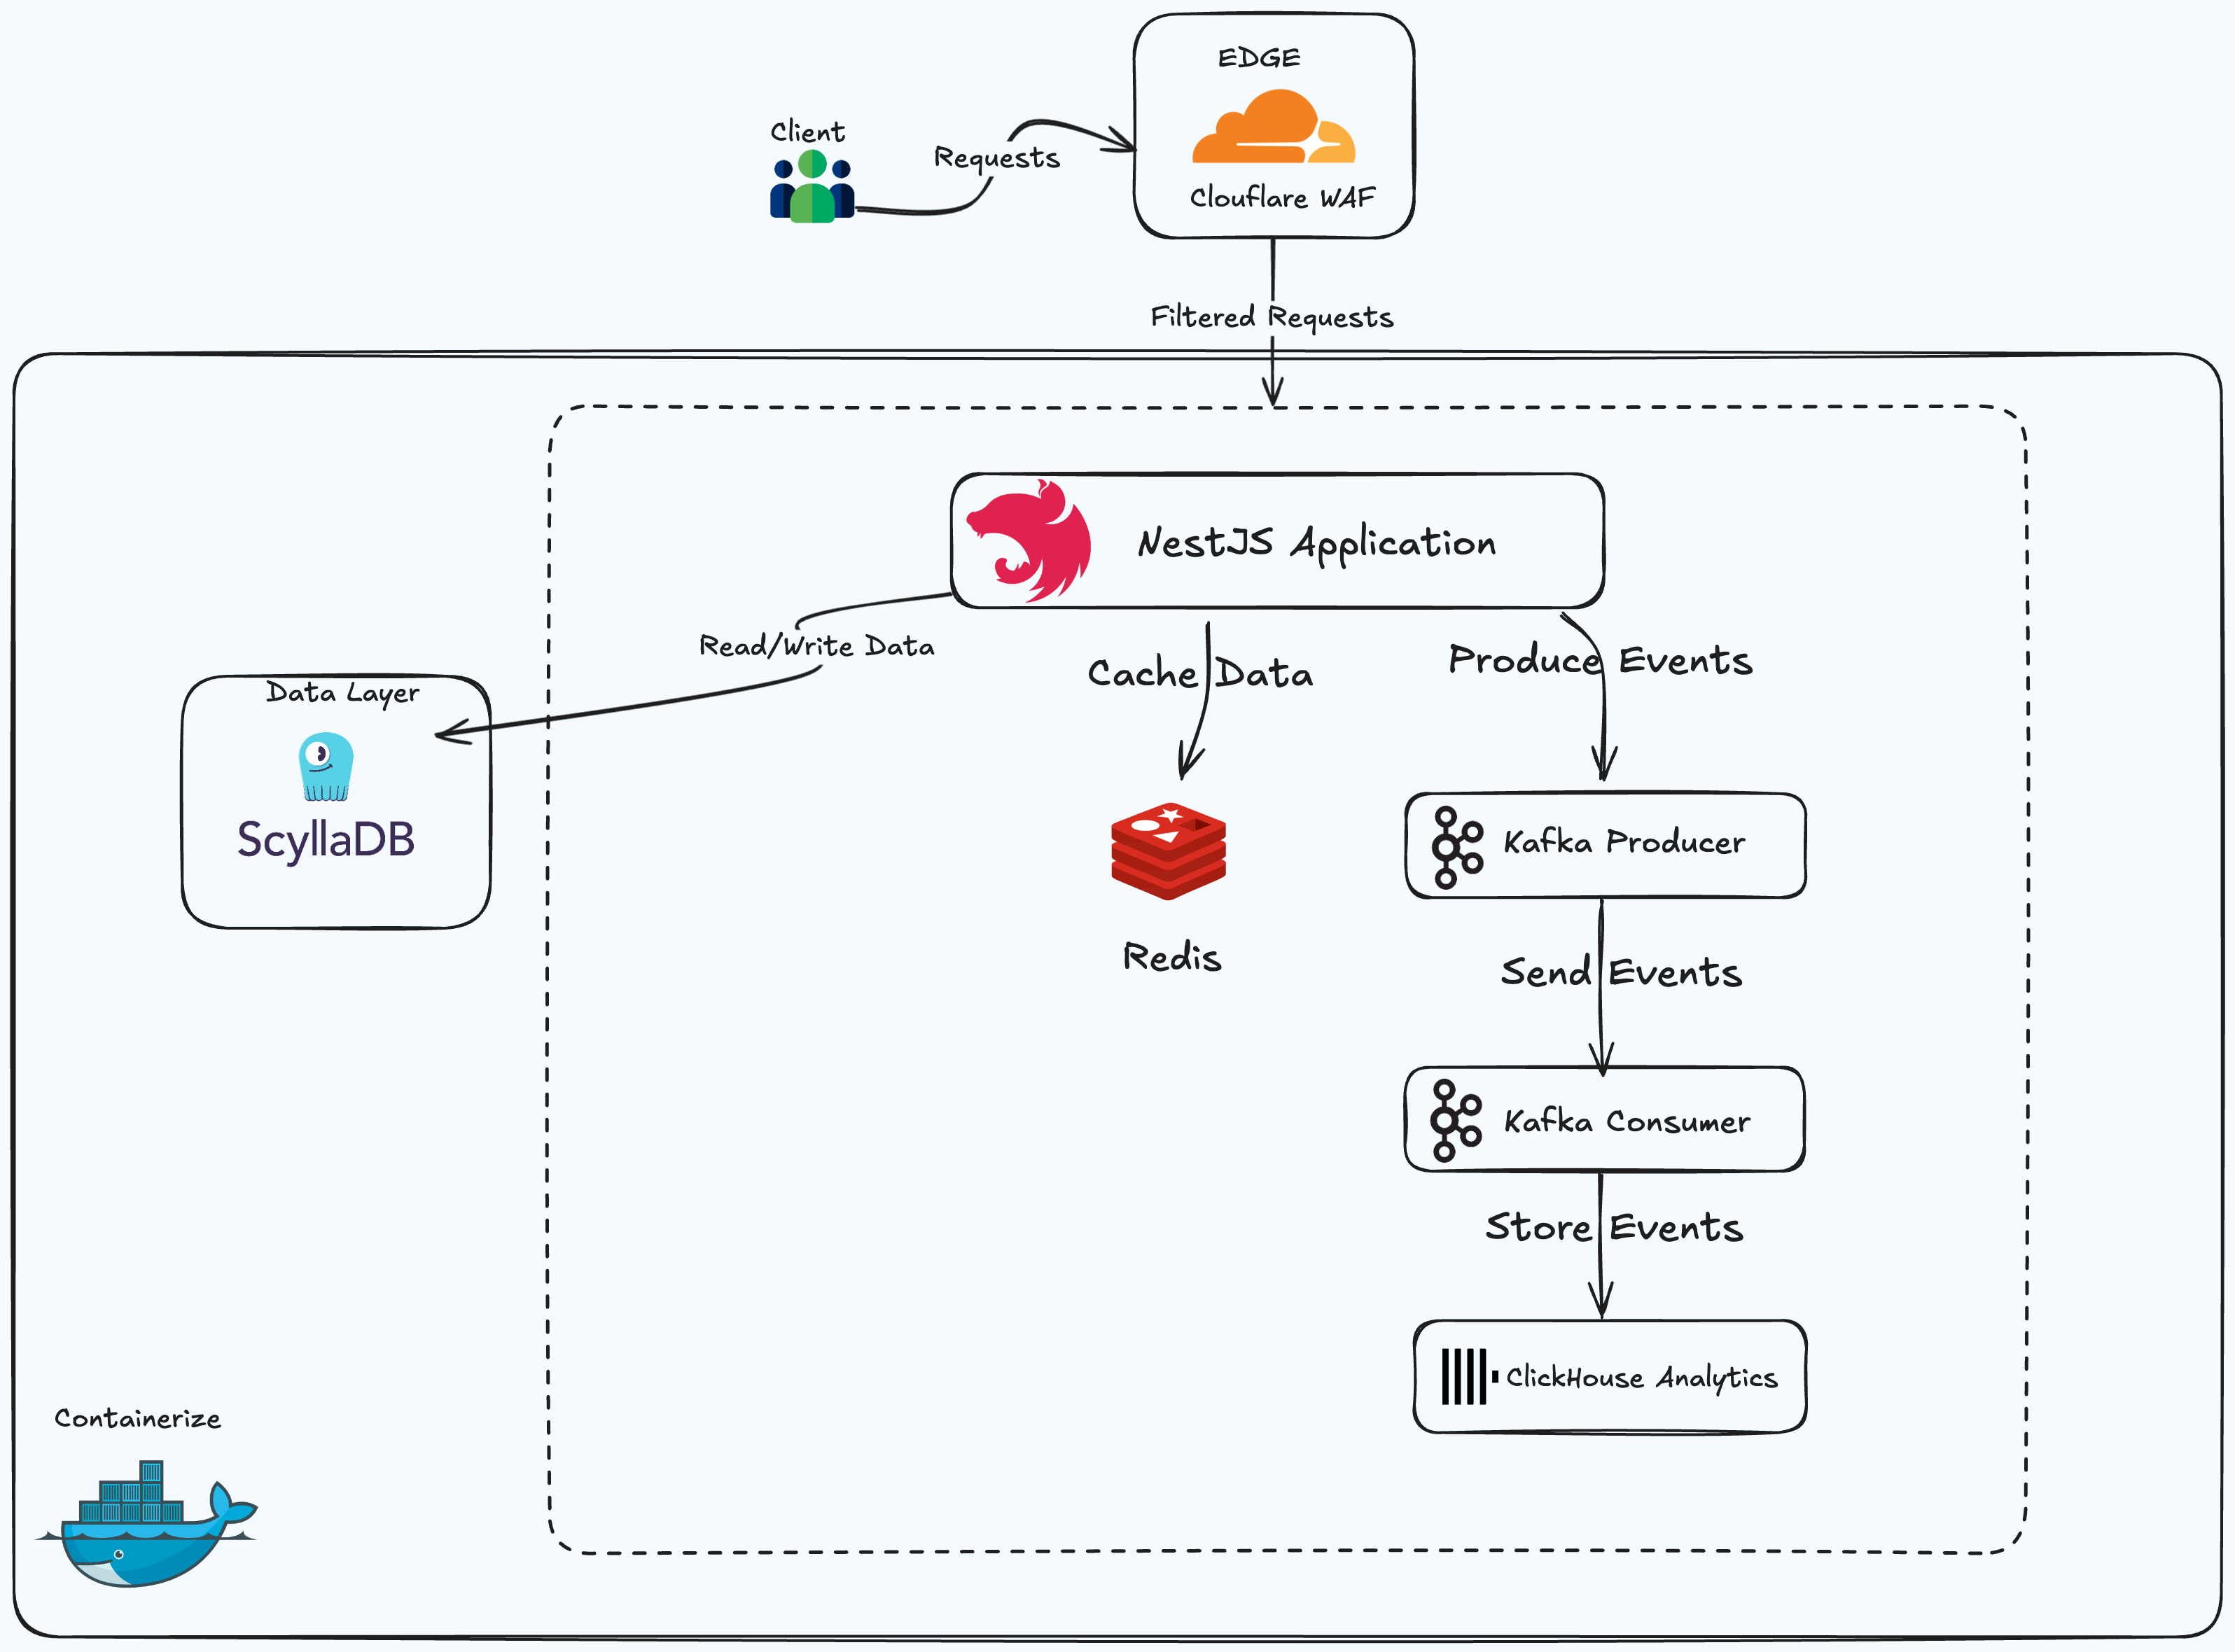 EDGE
Client
Requests
Clouflare WAF
Filtered Requests
NestJS Application
Read/Write Data
Cache Data
Produce Events
Data Layer
ScyllaDB
Kafka Producer
Redis
Send Events
Kafka Consumer
Store Events
ClickHouse Analytics
Containerize